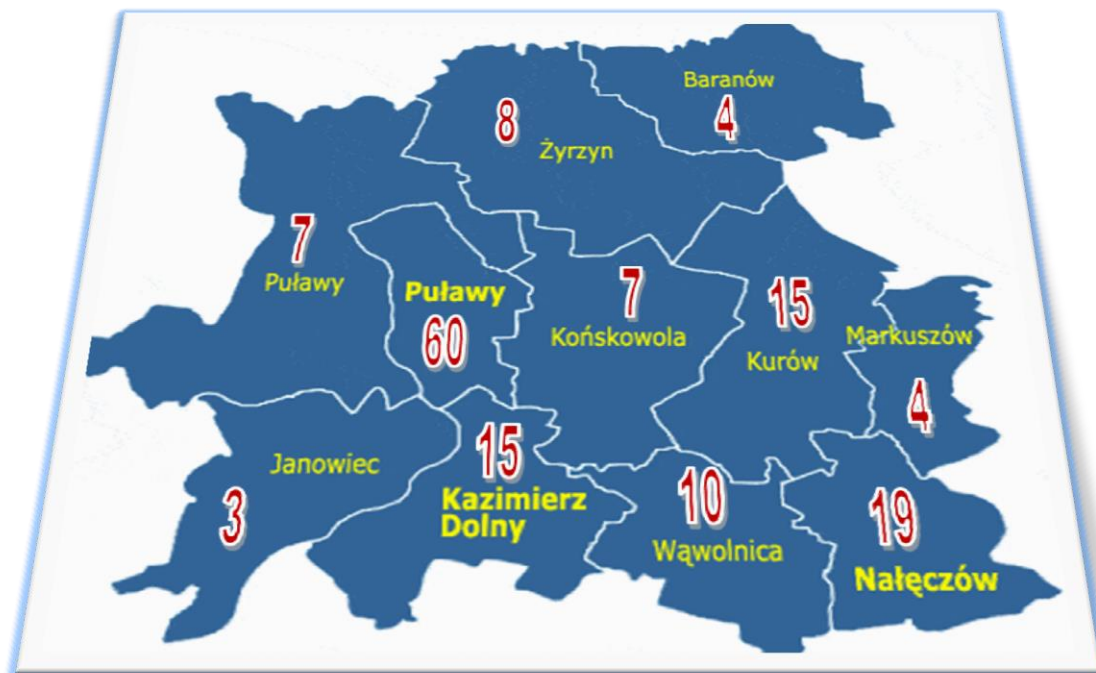 Baranów
4
8
Żyrzyn
7
Puławy
Puławy
60
7
Końskowola
15
Kurów
Markuszów
4
Janowiec
3
15
Kazimierz
Dolny
10
Wąwolnica
19
Nałęczów